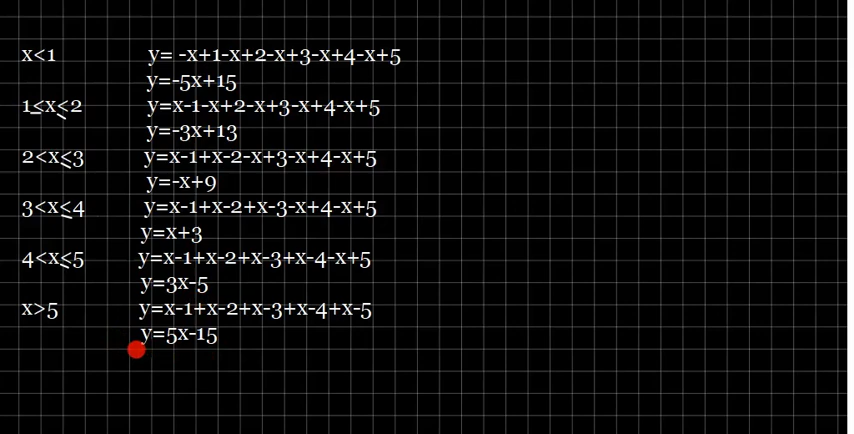 x<1 y= -x+1-x+2-x+3-x+4-x+5
y=-5x+15
1≤x≤2 y=x-1-x+2-x+3-x+4-x+5
y=-3x+13
2<x≤3 y=x-1+x-2-x+3-x+4-x+5
y=-x+9
3<x≤4 y=x-1+x-2+x-3-x+4-x+5
y=x+3
4<x≤5 y=x-1+x-2+x-3+x-4-x+5
y=3x-5
x>5 y=x-1+x-2+x-3+x-4+x-5
y=5x-15